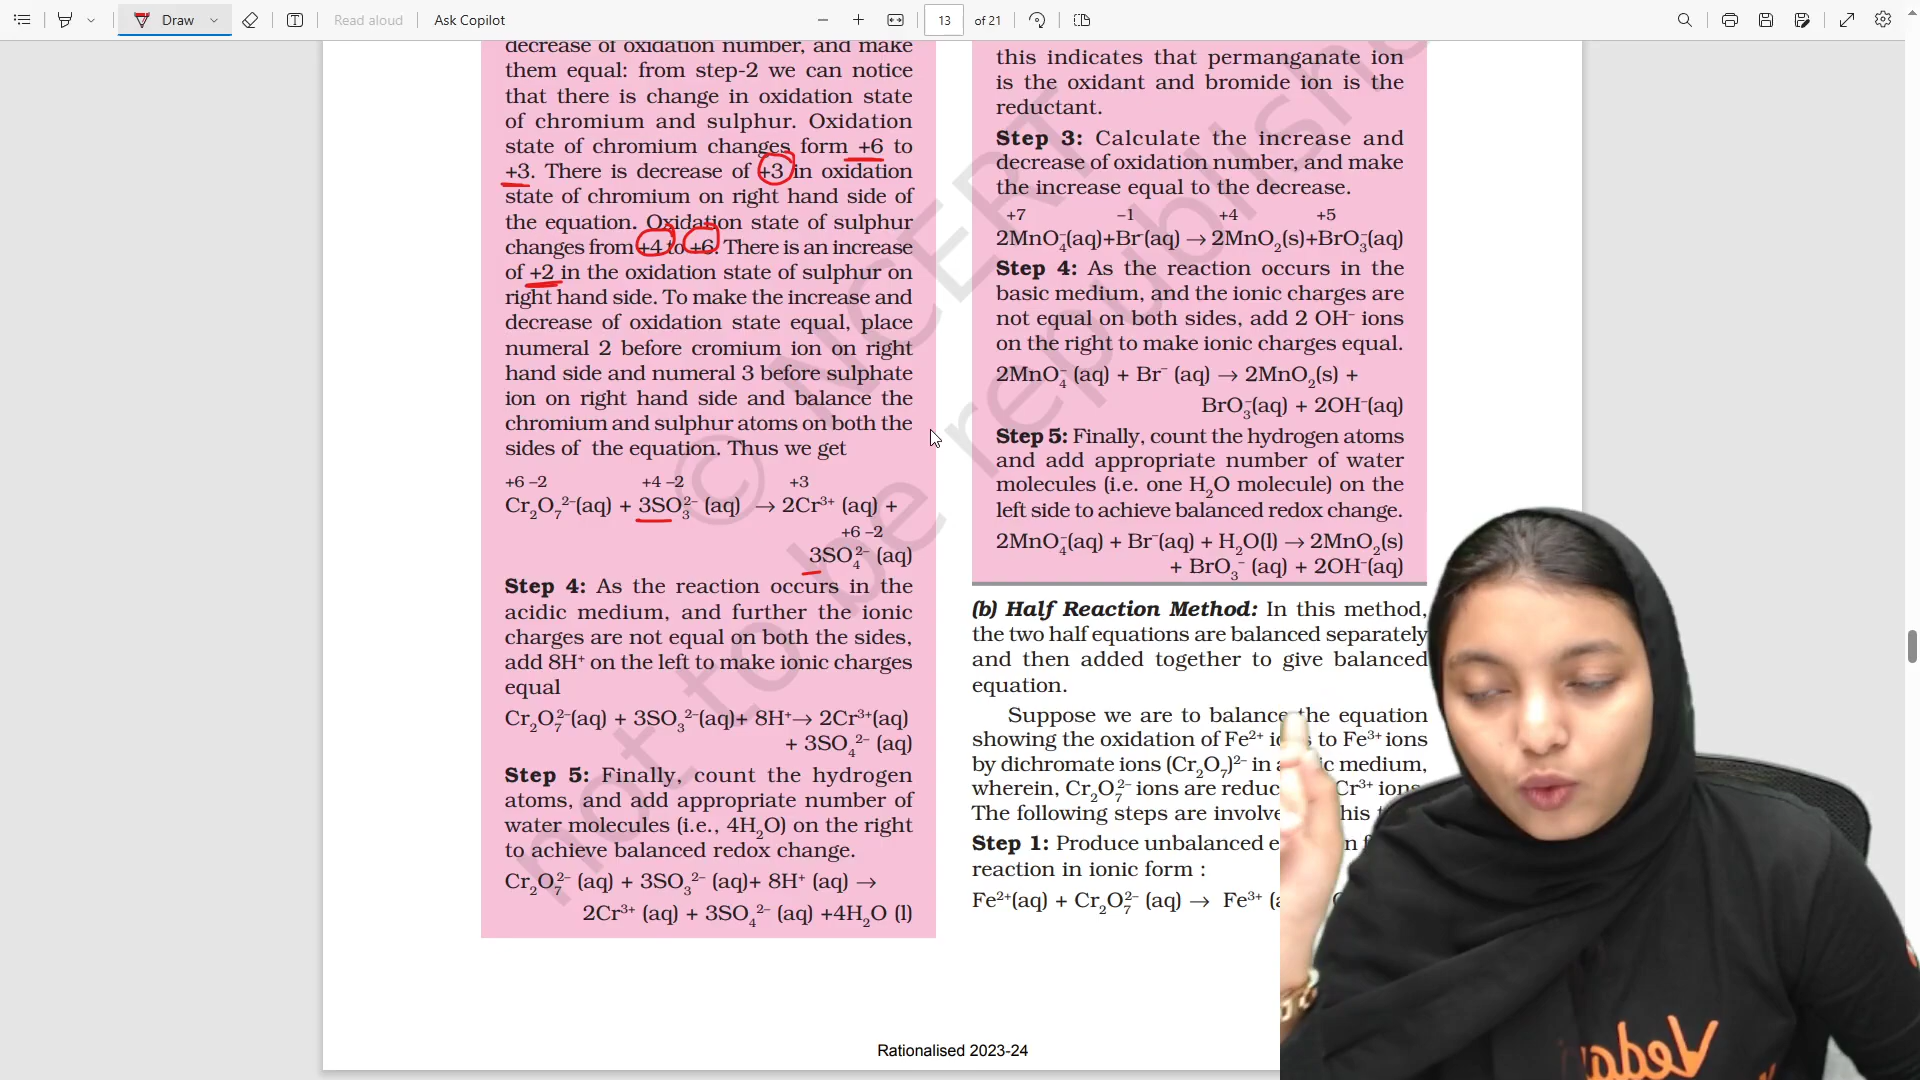 Draw
Read aloud
Ask Copilot
13
of 21
decrease of oxidation number, and make
them equal: from step-2 we can notice
that there is change in oxidation state
of chromium and sulphur. Oxidation
state of chromium changes form +6 to
+3. There is decrease of +3 in oxidation
state of chromium on right hand side of
the equation. Oxidation state of sulphur
changes from +4 to +6. There is an increase
of +2 in the oxidation state of sulphur on
right hand side. To make the increase and
decrease of oxidation state equal, place
numeral 2 before cromium ion on right
hand side and numeral 3 before sulphate
ion on right hand side and balance the
chromium and sulphur atoms on both the
sides of the equation. Thus we get
+6 –2 +4 –2 +3
Cr₂O₇²⁻(aq) + 3SO₃²⁻ (aq) → 2Cr³⁺ (aq) +
+6 –2
3SO₄²⁻ (aq)
Step 4: As the reaction occurs in the
acidic medium, and further the ionic
charges are not equal on both the sides,
add 8H⁺ on the left to make ionic charges
equal
Cr₂O₇²⁻(aq) + 3SO₃²⁻(aq)+ 8H⁺→ 2Cr³⁺(aq)
+ 3SO₄²⁻ (aq)
Step 5: Finally, count the hydrogen
atoms, and add appropriate number of
water molecules (i.e., 4H₂O) on the right
to achieve balanced redox change.
Cr₂O₇²⁻ (aq) + 3SO₃²⁻ (aq)+ 8H⁺ (aq) →
2Cr³⁺ (aq) + 3SO₄²⁻ (aq) +4H₂O (l)
this indicates that permanganate ion
is the oxidant and bromide ion is the
reductant.
Step 3: Calculate the increase and
decrease of oxidation number, and make
the increase equal to the decrease.
+7 –1 +4 +5
2MnO₄⁻(aq)+Br⁻(aq) → 2MnO₂(s)+BrO₃⁻(aq)
Step 4: As the reaction occurs in the
basic medium, and the ionic charges are
not equal on both sides, add 2 OH⁻ ions
on the right to make ionic charges equal.
2MnO₄⁻ (aq) + Br⁻ (aq) → 2MnO₂(s) +
BrO₃⁻(aq) + 2OH⁻(aq)
Step 5: Finally, count the hydrogen atoms
and add appropriate number of water
molecules (i.e. one H₂O molecule) on the
left side to achieve balanced redox change.
2MnO₄⁻(aq) + Br⁻(aq) + H₂O(l) → 2MnO₂(s)
+ BrO₃⁻ (aq) + 2OH⁻(aq)
(b) Half Reaction Method: In this method,
the two half equations are balanced separately
and then added together to give balanced
equation.
Suppose we are to balance the equation
showing the oxidation of Fe²⁺ to Fe³⁺ ions
by dichromate ions (Cr₂O₇)²⁻ in medium,
wherein, Cr₂O₇²⁻ ions are Cr³⁺ ions.
The following steps are
Step 1: Produce unbalanced
reaction in ionic form :
Fe²⁺(aq) + Cr₂O₇²⁻ (aq) → Fe³⁺
© NCERT
not to be republished
Rationalised 2023-24